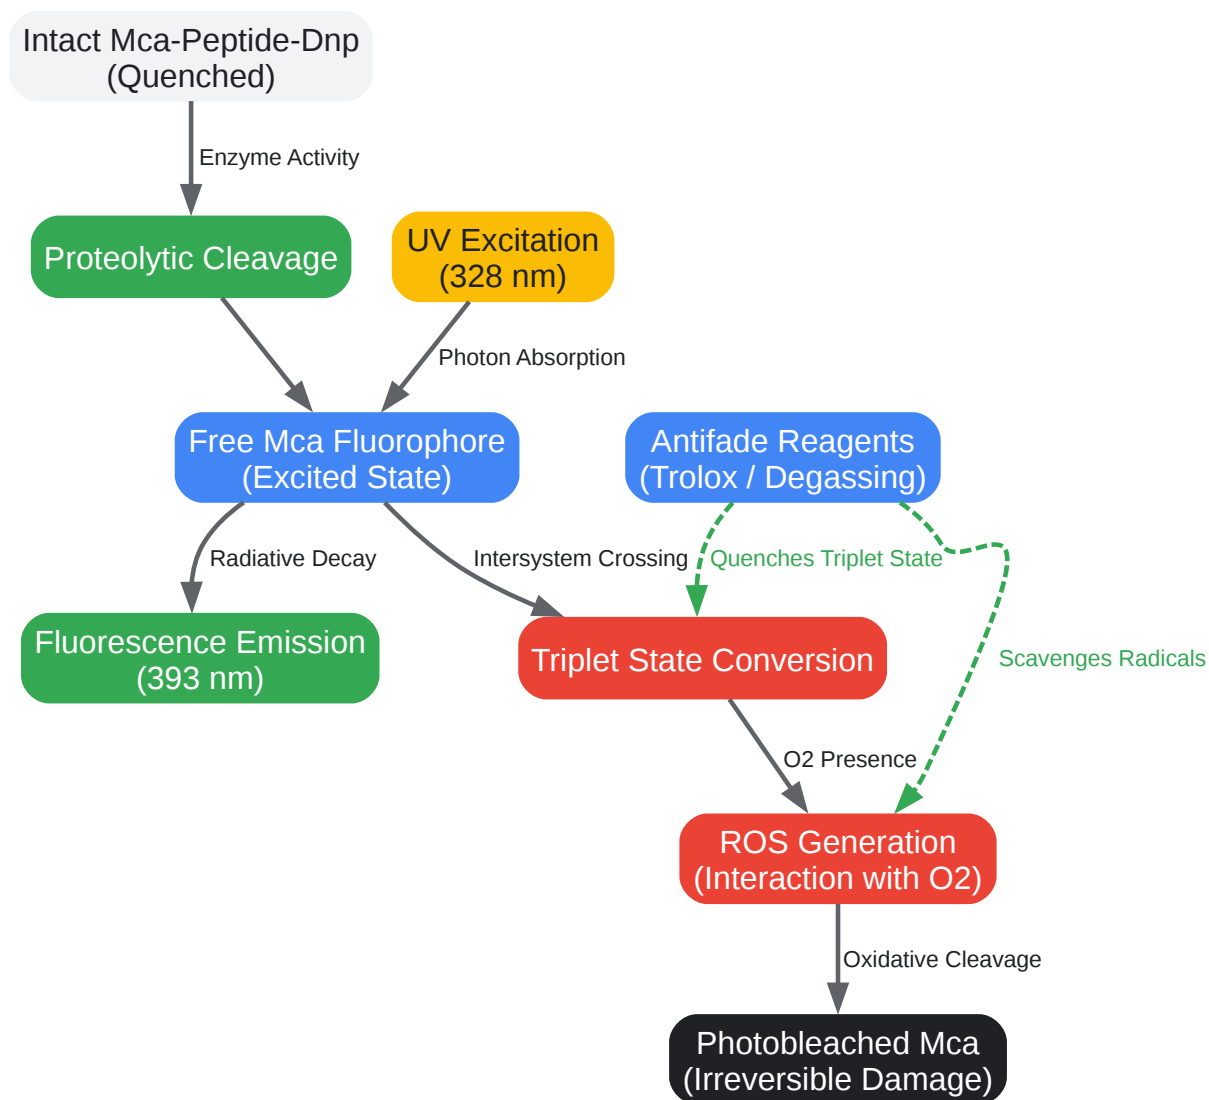 Intact Mca-Peptide-Dnp
(Quenched)
Enzyme Activity
Proteolytic Cleavage
UV Excitation
(328 nm)
Photon Absorption
Free Mca Fluorophore
(Excited State)
Antifade Reagents
(Trolox / Degassing)
Radiative Decay
Intersystem Crossing
Quenches Triplet State
Fluorescence Emission
(393 nm)
Triplet State Conversion
Scavenges Radicals
O2 Presence
ROS Generation
(Interaction with O2)
Oxidative Cleavage
Photobleached Mca
(Irreversible Damage)